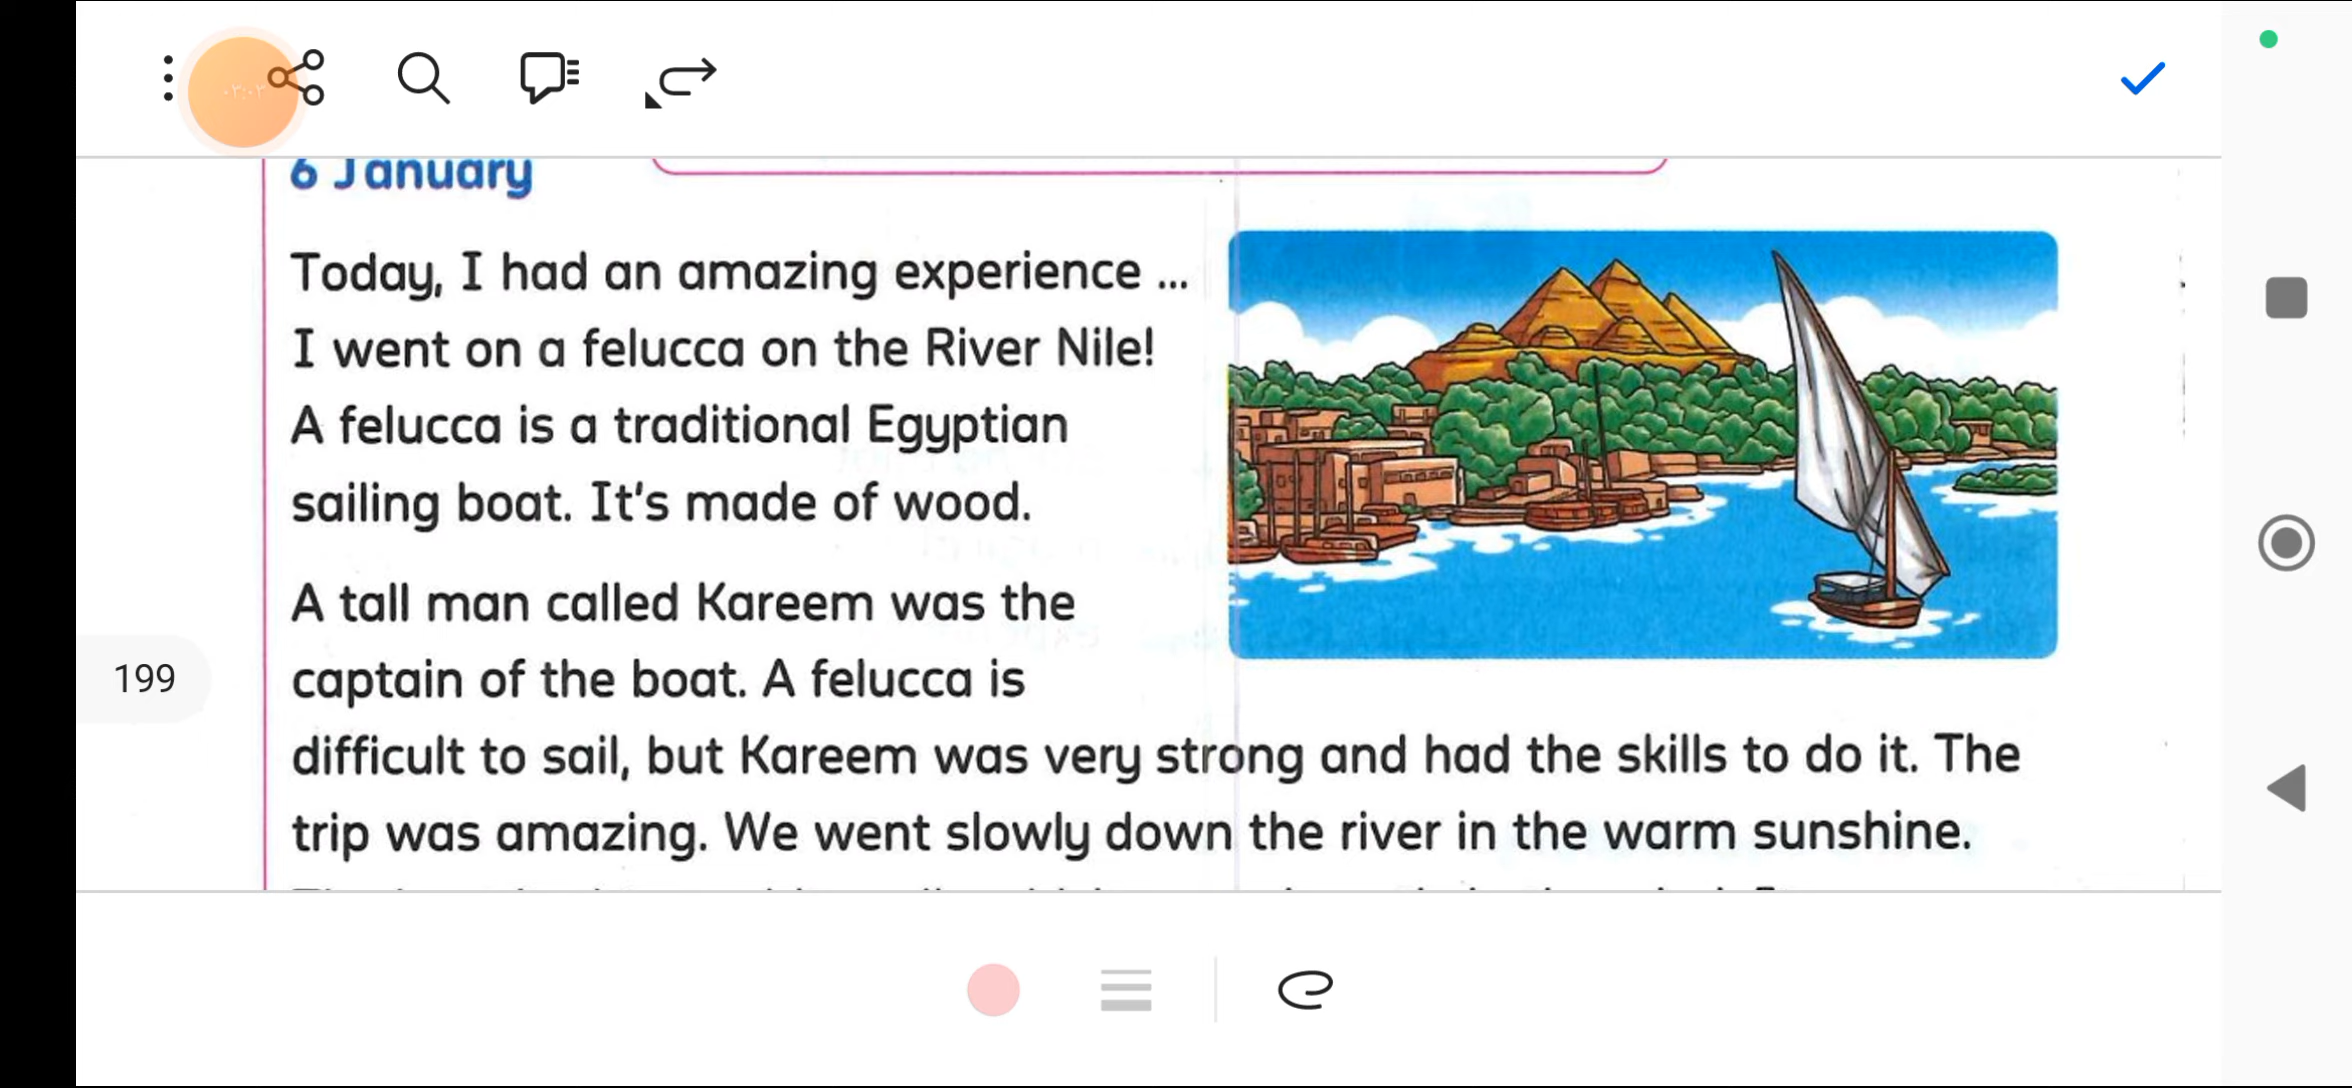 6 January
Today, I had an amazing experience ...
I went on a felucca on the River Nile!
A felucca is a traditional Egyptian
sailing boat. It's made of wood.
A tall man called Kareem was the
captain of the boat. A felucca is
difficult to sail, but Kareem was very strong and had the skills to do it. The
trip was amazing. We went slowly down the river in the warm sunshine.
199
٠٣:٠٢